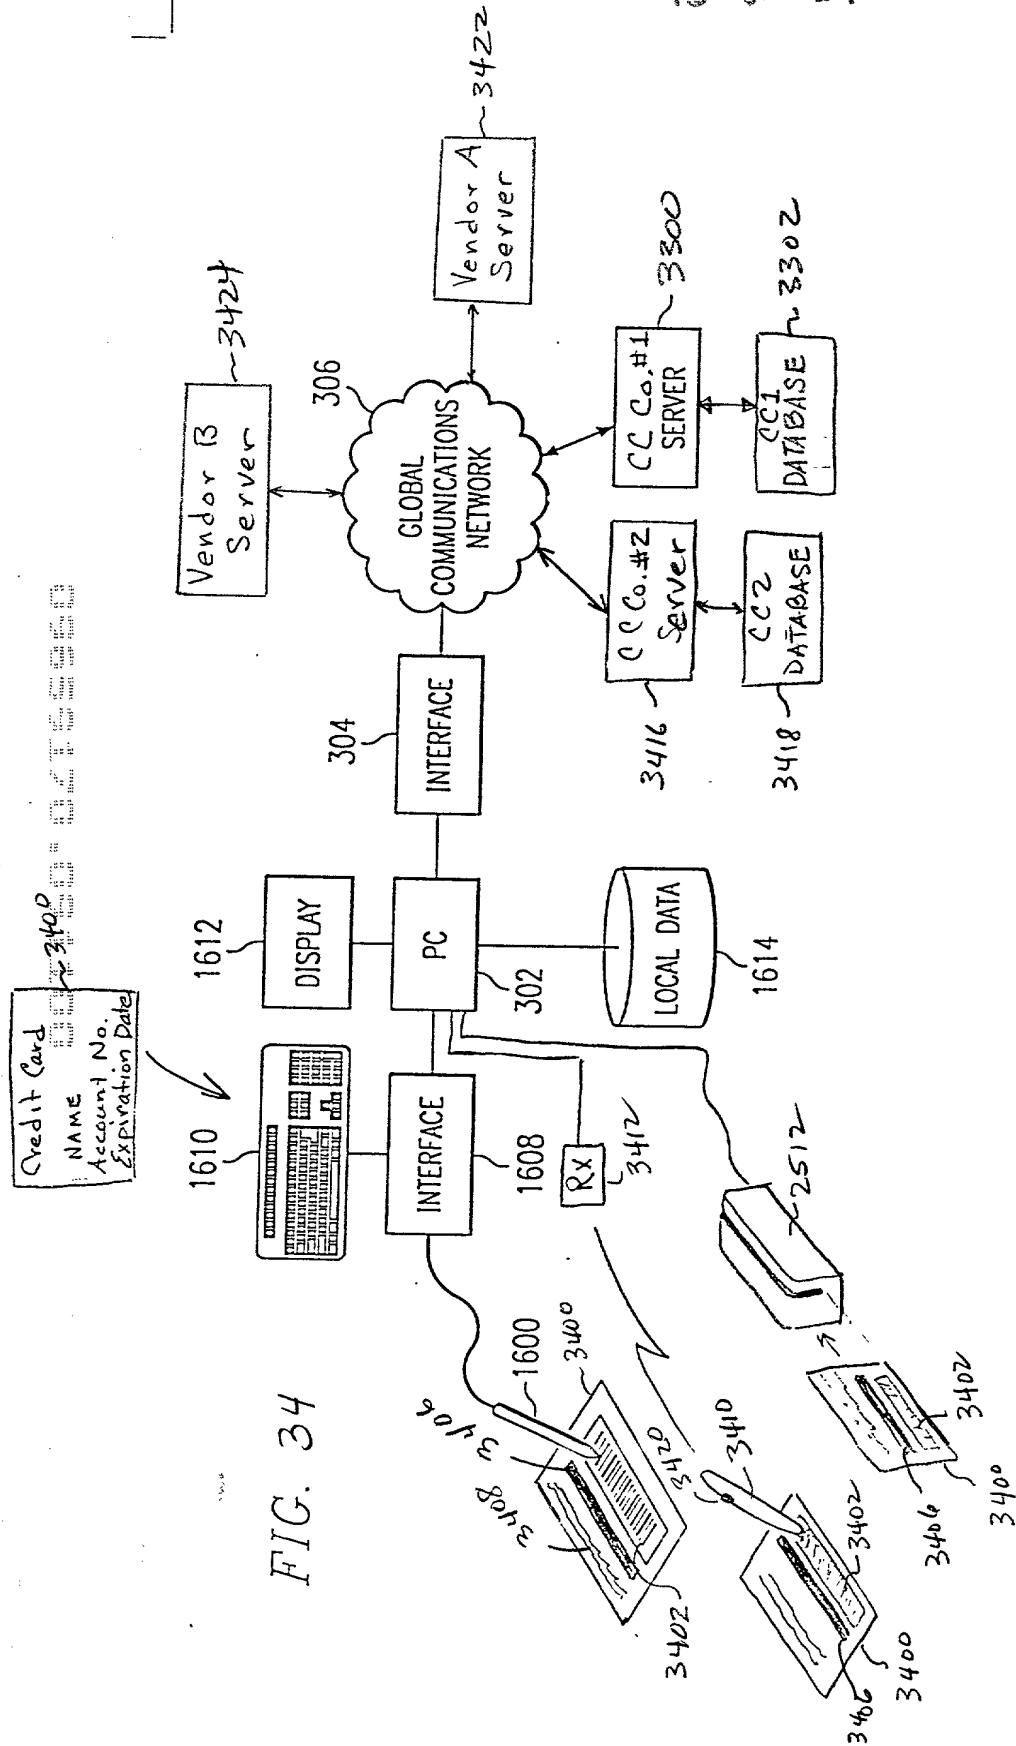 FIG. 34
Credit Card
NAME
Account No.
Expiration Date
3400
1610
1612
DISPLAY
PC
302
INTERFACE
1608
Rx
3412
LOCAL DATA
1614
304
INTERFACE
306
GLOBAL
COMMUNICATIONS
NETWORK
Vendor B
Server
3424
Vendor A
Server
3422
CC Co. #1
SERVER
3300
CC1
DATABASE
3302
CC Co. #2
Server
3416
CC2
DATABASE
3418
1600
3400
3406
3408
3402
3420
3410
3402
3406
3400
2512
3402
3406
3400